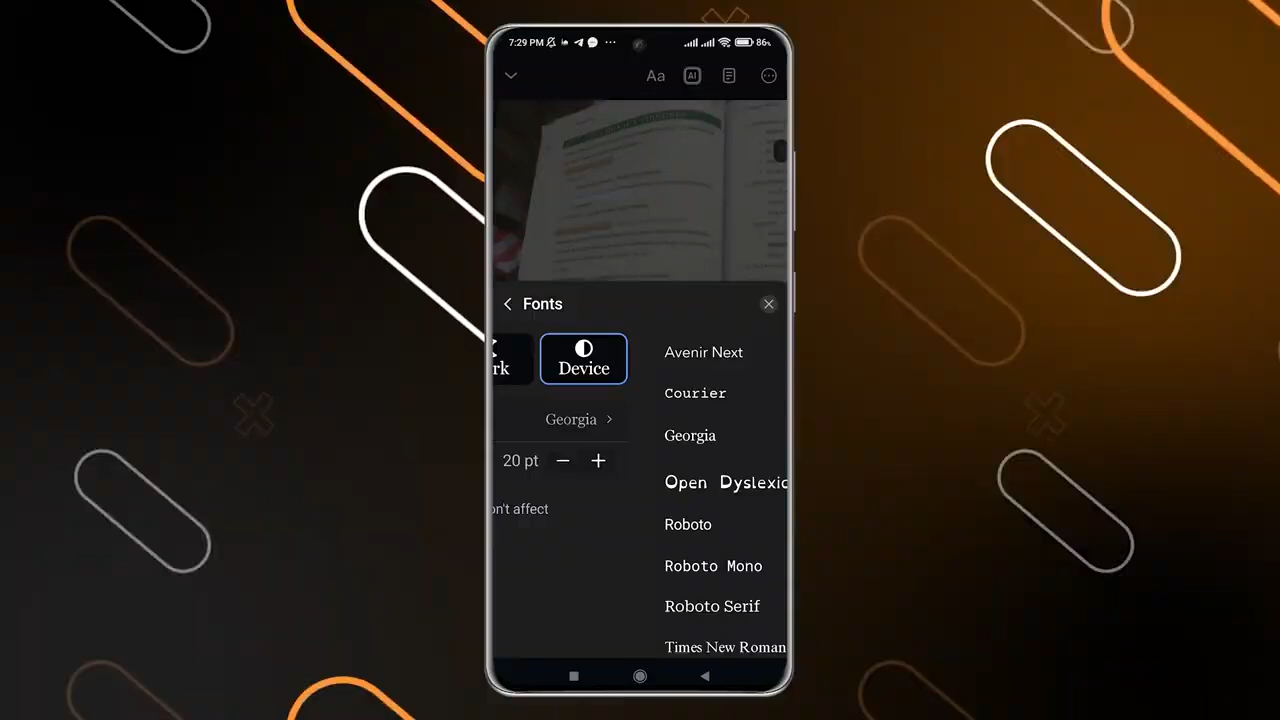 7:29 PM
86%
Aa
AI
Fonts
rk
Device
Avenir Next
Courier
Georgia
Georgia
20 pt
Open Dyslexic
on't affect
Roboto
Roboto Mono
Roboto Serif
Times New Roman